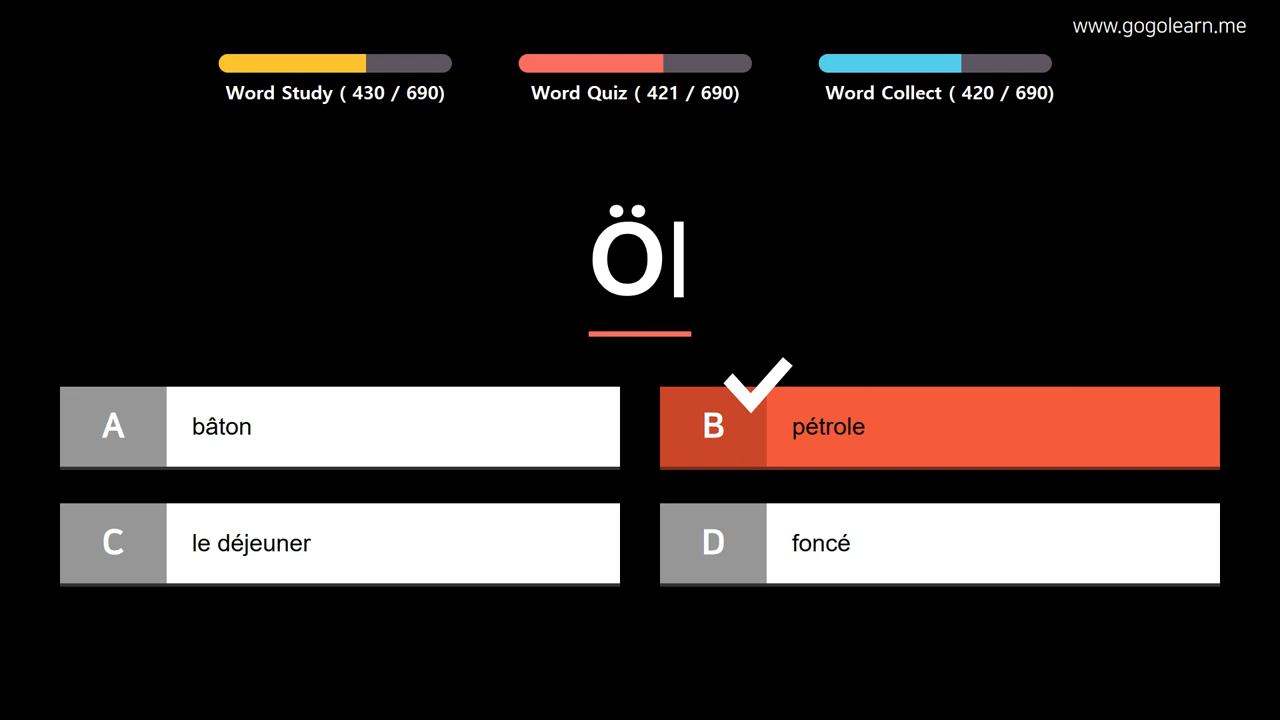 www.gogolearn.me
Word Study ( 430 / 690)
Word Quiz ( 421 / 690)
Word Collect ( 420 / 690)
Öl
A
bâton
B
pétrole
C
le déjeuner
D
foncé